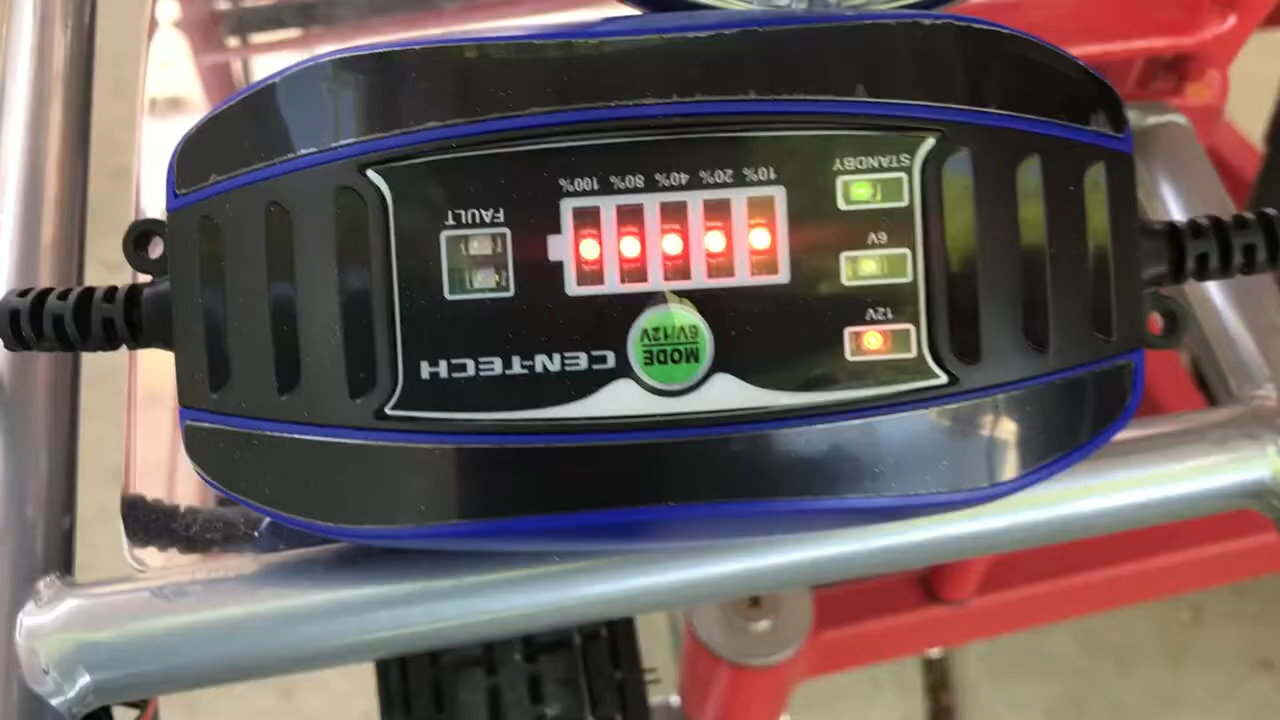 CEN-TECH
MODE
6V/12V
12V
6V
STANDBY
10% 20% 40% 80% 100%
FAULT